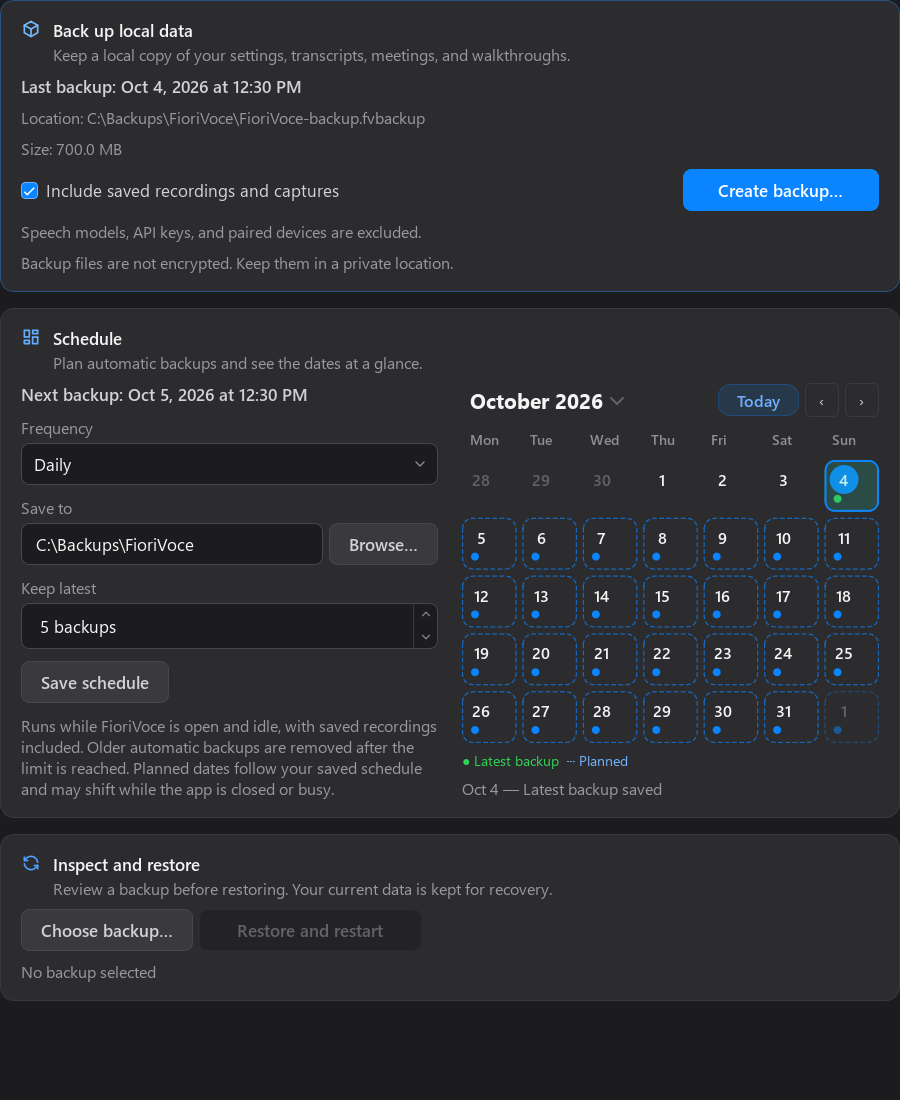 Back up local data
Keep a local copy of your settings, transcripts, meetings, and walkthroughs.
Last backup: Oct 4, 2026 at 12:30 PM
Location: C:\Backups\FioriVoce\FioriVoce-backup.fvbackup
Size: 700.0 MB
Include saved recordings and captures
Create backup...
Speech models, API keys, and paired devices are excluded.
Backup files are not encrypted. Keep them in a private location.
Schedule
Plan automatic backups and see the dates at a glance.
Next backup: Oct 5, 2026 at 12:30 PM
Frequency
Daily
Save to
C:\Backups\FioriVoce
Browse...
Keep latest
5 backups
Save schedule
Runs while FioriVoce is open and idle, with saved recordings
included. Older automatic backups are removed after the
limit is reached. Planned dates follow your saved schedule
and may shift while the app is closed or busy.
October 2026
Today
‹ ›
Mon Tue Wed Thu Fri Sat Sun
28 29 30 1 2 3 4
5 6 7 8 9 10 11
12 13 14 15 16 17 18
19 20 21 22 23 24 25
26 27 28 29 30 31 1
● Latest backup ┄ Planned
Oct 4 — Latest backup saved
Inspect and restore
Review a backup before restoring. Your current data is kept for recovery.
Choose backup...
Restore and restart
No backup selected